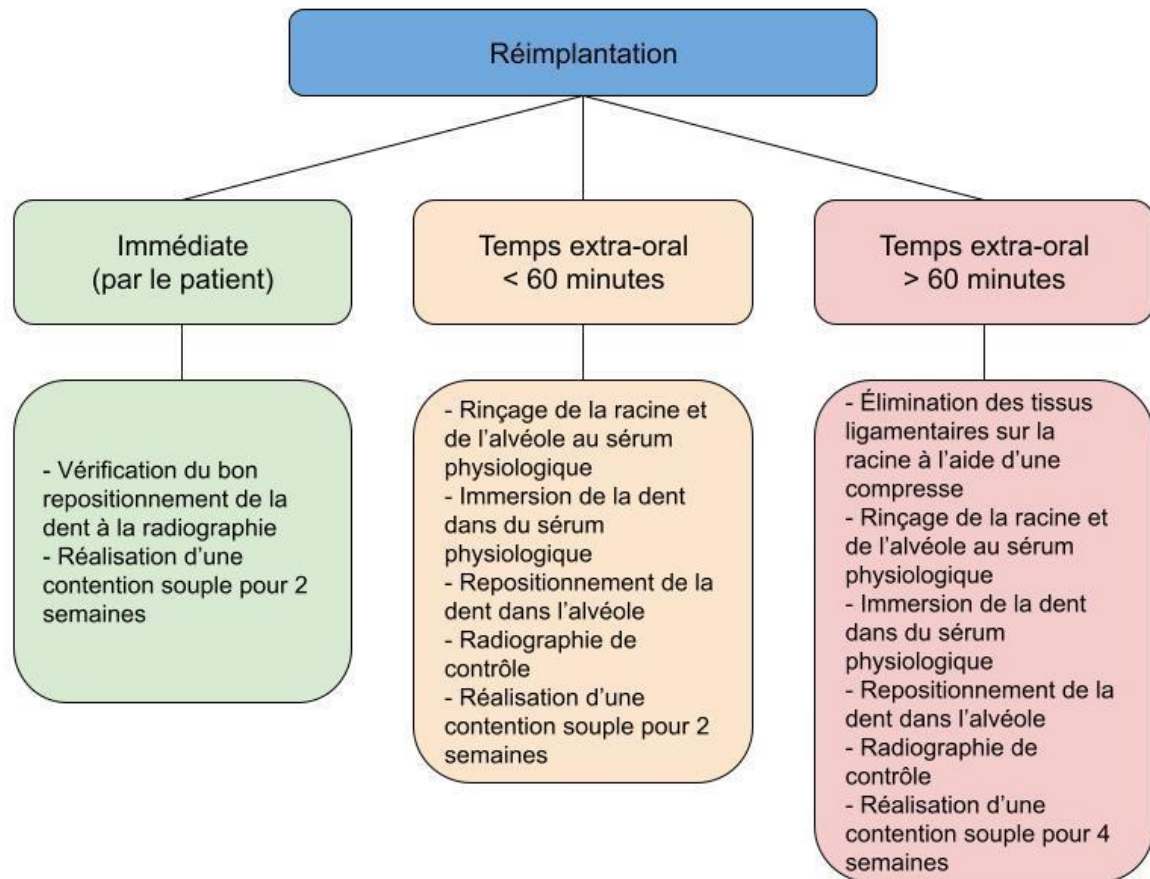 Réimplantation
Immédiate
(par le patient)
Temps extra-oral
< 60 minutes
Temps extra-oral
> 60 minutes
- Vérification du bon
repositionnement de la
dent à la radiographie
- Réalisation d'une
contention souple pour 2
semaines
- Rinçage de la racine et
de l'alvéole au sérum
physiologique
- Immersion de la dent
dans du sérum
physiologique
- Repositionnement de la
dent dans l'alvéole
- Radiographie de
contrôle
- Réalisation d'une
contention souple pour 2
semaines
- Élimination des tissus
ligamentaires sur la
racine à l'aide d'une
compresse
- Rinçage de la racine et
de l'alvéole au sérum
physiologique
- Immersion de la dent
dans du sérum
physiologique
- Repositionnement de la
dent dans l'alvéole
- Radiographie de
contrôle
- Réalisation d'une
contention souple pour 4
semaines